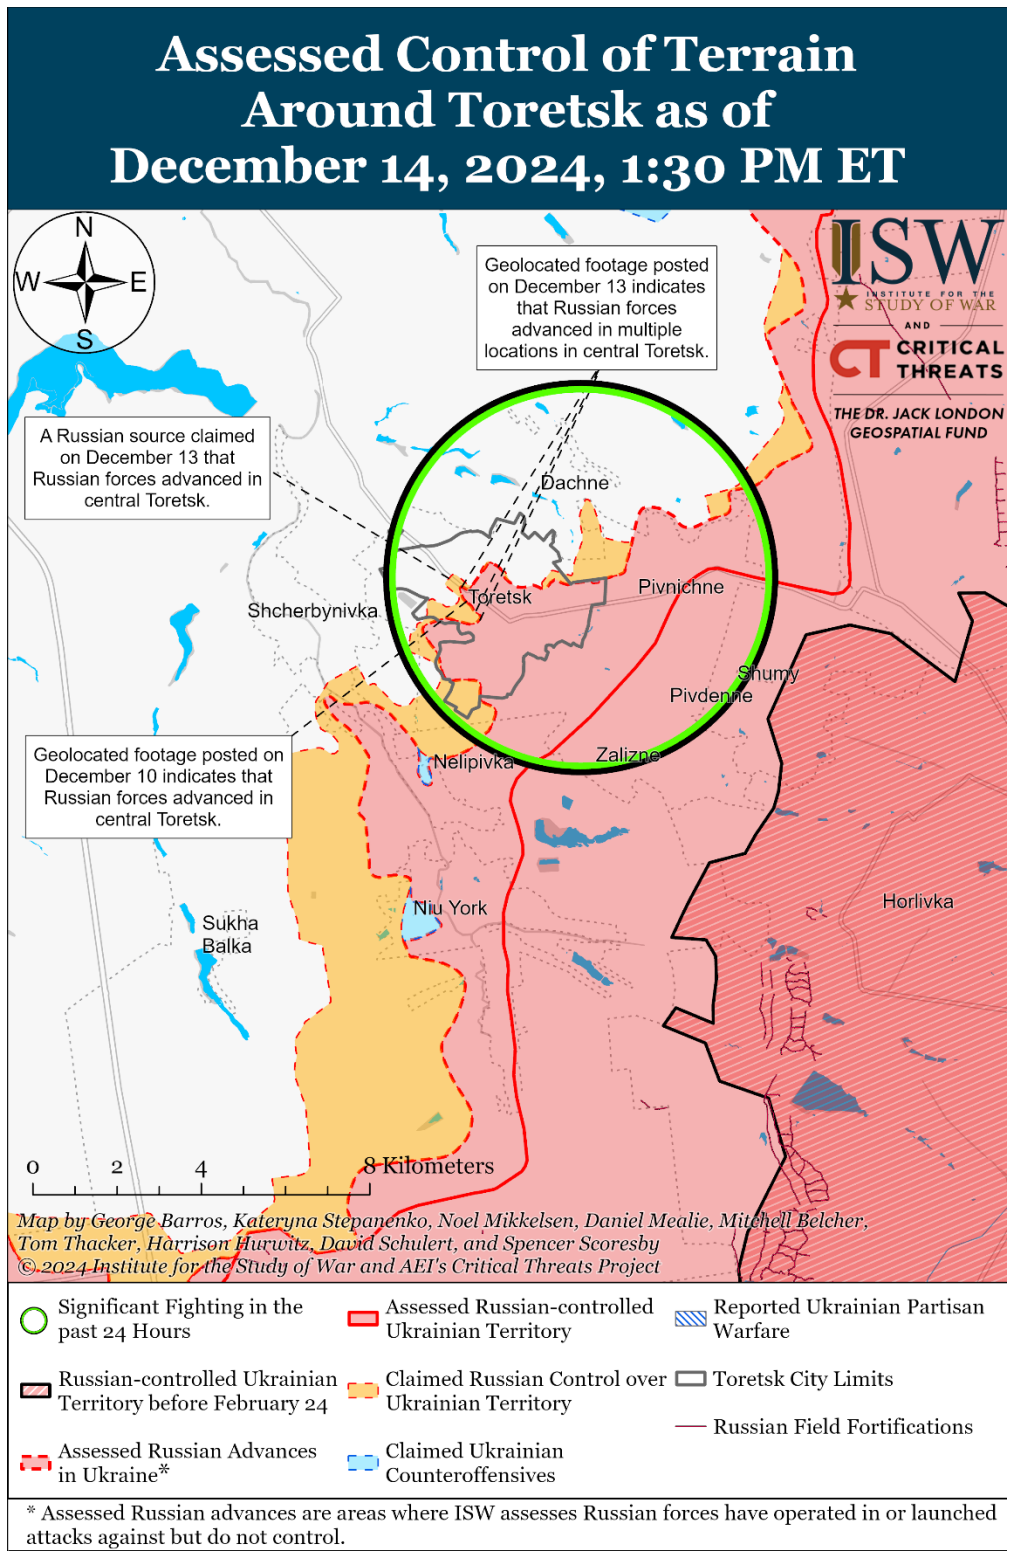 Assessed Control of Terrain
Around Toretsk as of
December 14, 2024, 1:30 PM ET
N
W
E
S
ISW
INSTITUTE FOR THE
STUDY OF WAR
AND
CT CRITICAL
THREATS
THE DR. JACK LONDON
GEOSPATIAL FUND
Geolocated footage posted
on December 13 indicates
that Russian forces
advanced in multiple
locations in central Toretsk.
A Russian source claimed
on December 13 that
Russian forces advanced in
central Toretsk.
Dachne
Toretsk
Pivnichne
Shcherbynivka
Shumy
Pivdenne
Zalizne
Nelipivka
Geolocated footage posted on
December 10 indicates that
Russian forces advanced in
central Toretsk.
Niu York
Horlivka
Sukha
Balka
0 2 4 8 Kilometers
Map by George Barros, Kateryna Stepanenko, Noel Mikkelsen, Daniel Mealie, Mitchell Belcher,
Tom Thacker, Harrison Hurwitz, David Schulert, and Spencer Scoresby
© 2024 Institute for the Study of War and AEI's Critical Threats Project
Significant Fighting in the
past 24 Hours
Russian-controlled Ukrainian
Territory before February 24
Assessed Russian Advances
in Ukraine*
Assessed Russian-controlled
Ukrainian Territory
Claimed Russian Control over
Ukrainian Territory
Claimed Ukrainian
Counteroffensives
Reported Ukrainian Partisan
Warfare
Toretsk City Limits
Russian Field Fortifications
* Assessed Russian advances are areas where ISW assesses Russian forces have operated in or launched
attacks against but do not control.